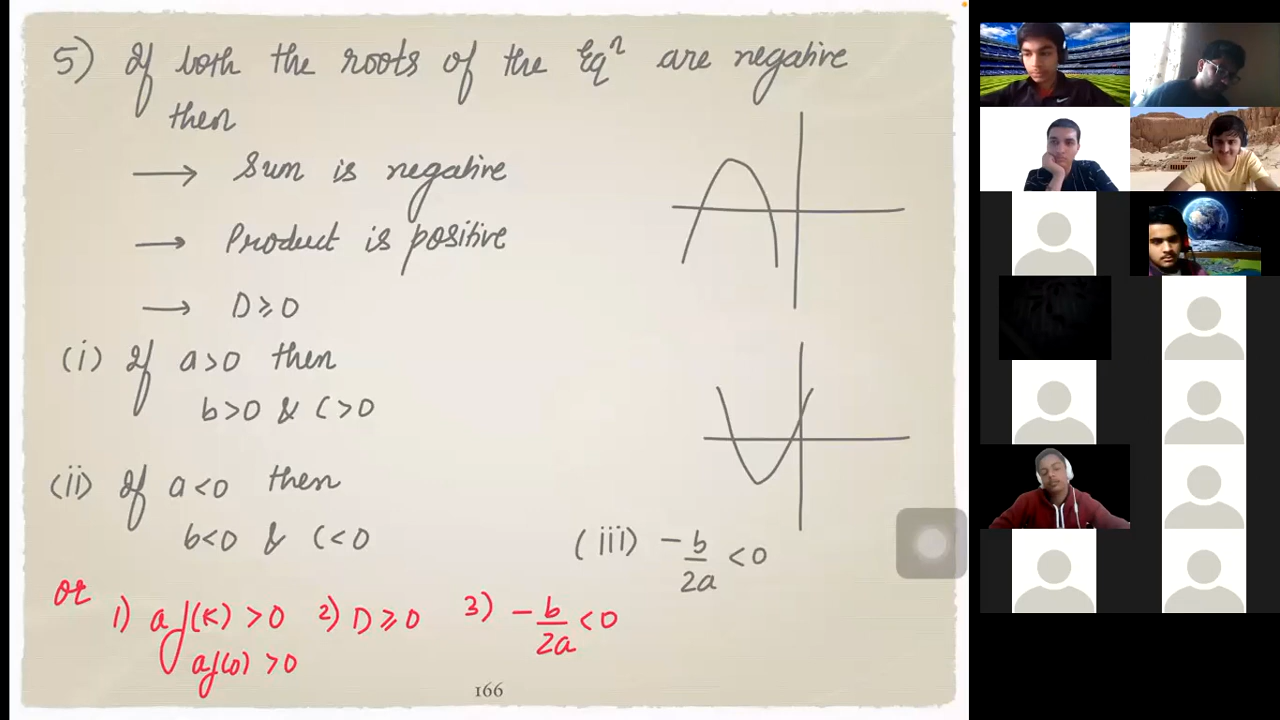 5) If both the roots of the Eqⁿ are negative
then
→ Sum is negative
→ Product is positive
→ D ≥ 0
(i) If a > 0 then
b > 0 & C > 0
(ii) If a < 0 then
b < 0 & C < 0
(iii) -b/2a < 0
or
1) a f(K) > 0 2) D ≥ 0 3) -b/2a < 0
a f(0) > 0
166